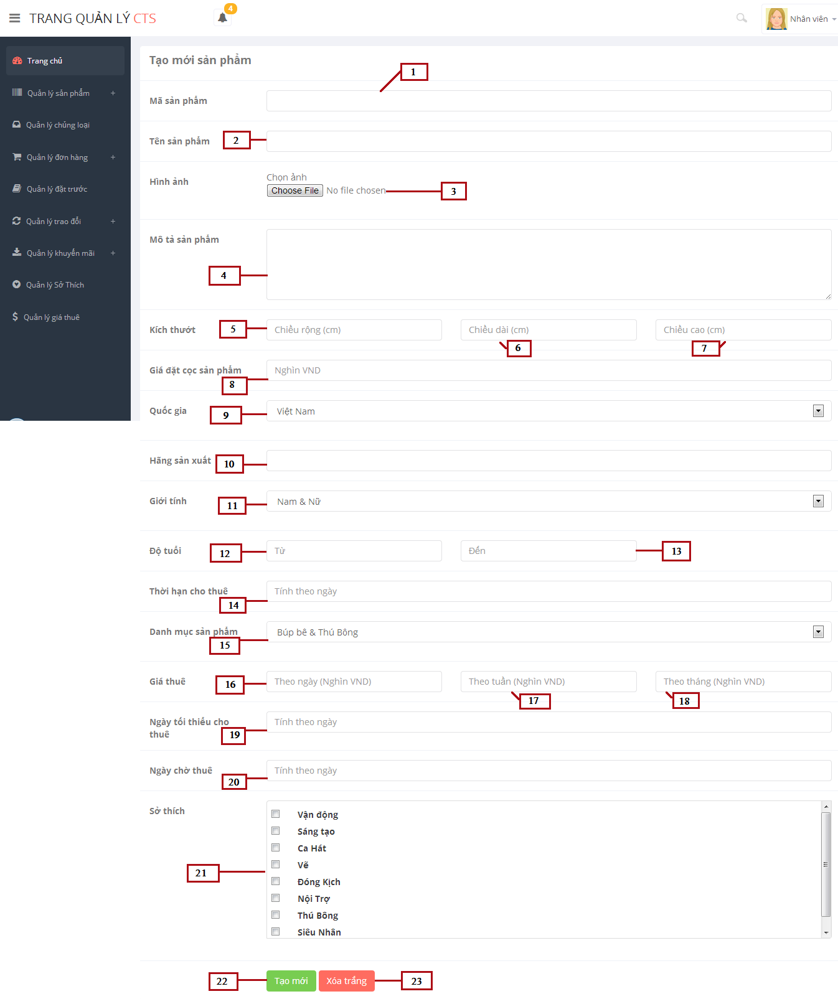 TRANG QUẢN LÝ CTS
4
Nhân viên
Trang chủ
Quản lý sản phẩm +
Quản lý chủng loại
Quản lý đơn hàng +
Quản lý đặt trước
Quản lý trao đổi +
Quản lý khuyến mãi +
Quản lý Sở Thích
Quản lý giá thuê
Tạo mới sản phẩm
1
Mã sản phẩm
Tên sản phẩm
2
Hình ảnh
Chọn ảnh
Choose File No file chosen
3
Mô tả sản phẩm
4
Kích thướt
5
Chiều rộng (cm)
Chiều dài (cm)
Chiều cao (cm)
6
7
Giá đặt cọc sản phẩm
Nghìn VND
8
Quốc gia
9
Việt Nam
Hãng sản xuất
10
Giới tính
11
Nam & Nữ
Độ tuổi
12
Từ
Đến
13
Thời hạn cho thuê
Tính theo ngày
14
Danh mục sản phẩm
Búp bê & Thú Bông
15
Giá thuê
16
Theo ngày (Nghìn VND)
Theo tuần (Nghìn VND)
Theo tháng (Nghìn VND)
17
18
Ngày tối thiểu cho
thuê
Tính theo ngày
19
Ngày chờ thuê
Tính theo ngày
20
Sở thích
Vận động
Sáng tạo
Ca Hát
Vẽ
21
Đóng Kịch
Nội Trợ
Thú Bông
Siêu Nhân
22
Tạo mới
Xóa trắng
23